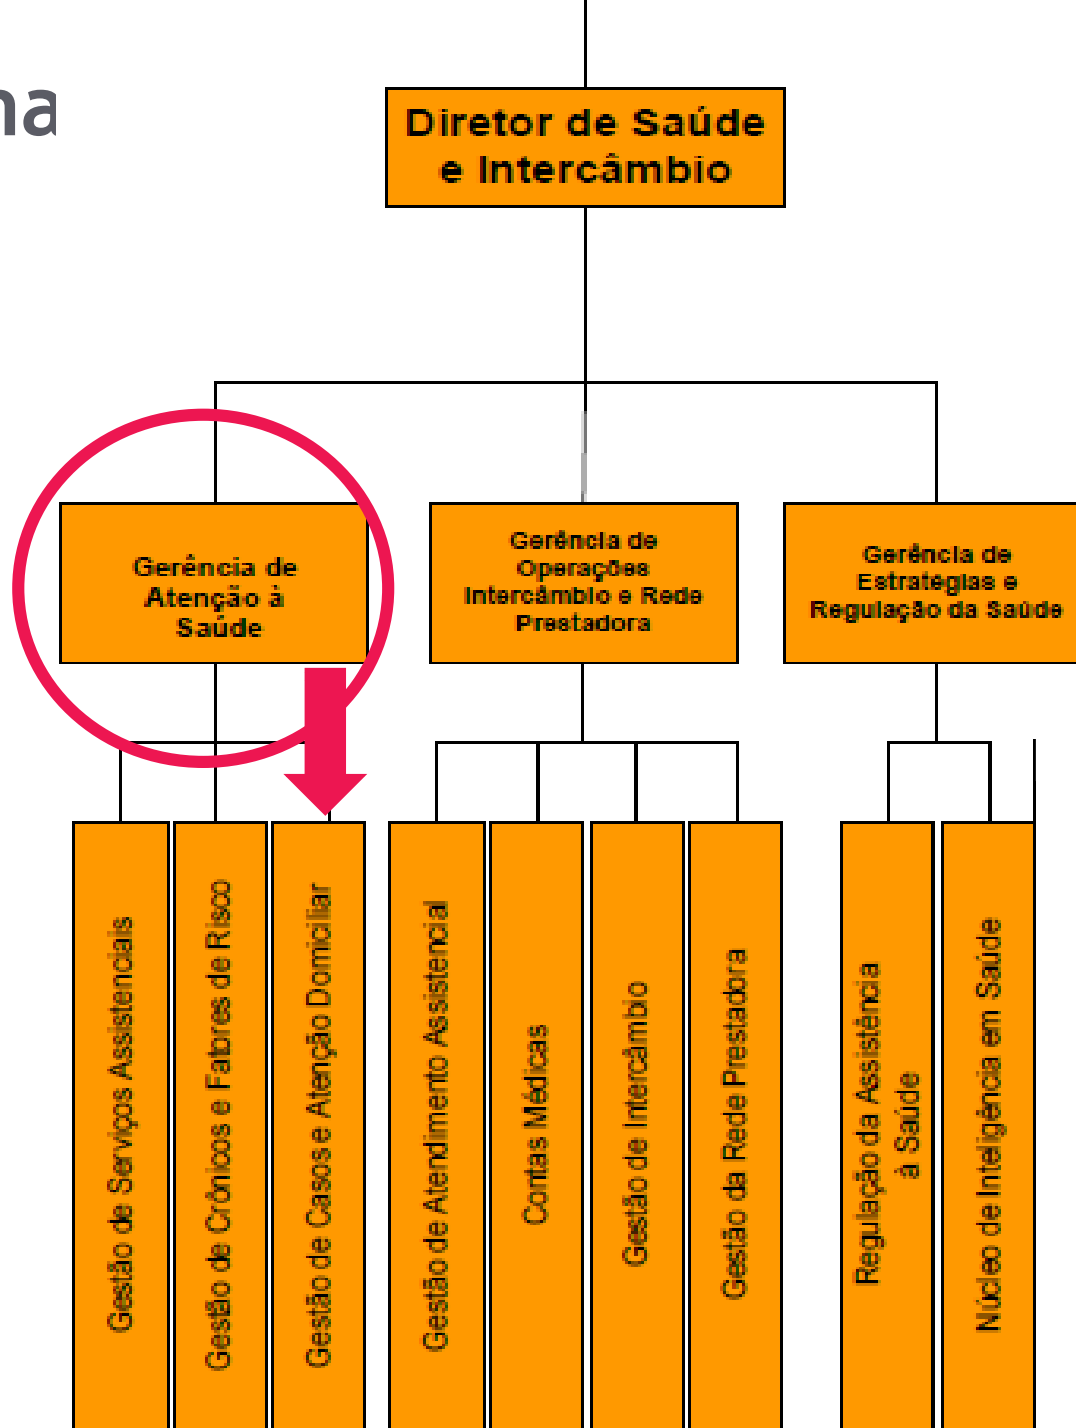 na
Diretor de Saúde
e Intercâmbio
Gerência de
Atenção à
Saúde
Gerência de
Operações
Intercâmbio e Rede
Prestadora
Gerência de
Estratégias e
Regulação da Saúde
Gestão de Serviços Assistenciais
Gestão de Crônicos e Fatores de Risco
Gestão de Casos e Atenção Domiciliar
Gestão de Atendimento Assistencial
Contas Médicas
Gestão de Intercâmbio
Gestão da Rede Prestadora
Regulação da Assistência
à Saúde
Núcleo de Inteligência em Saúde